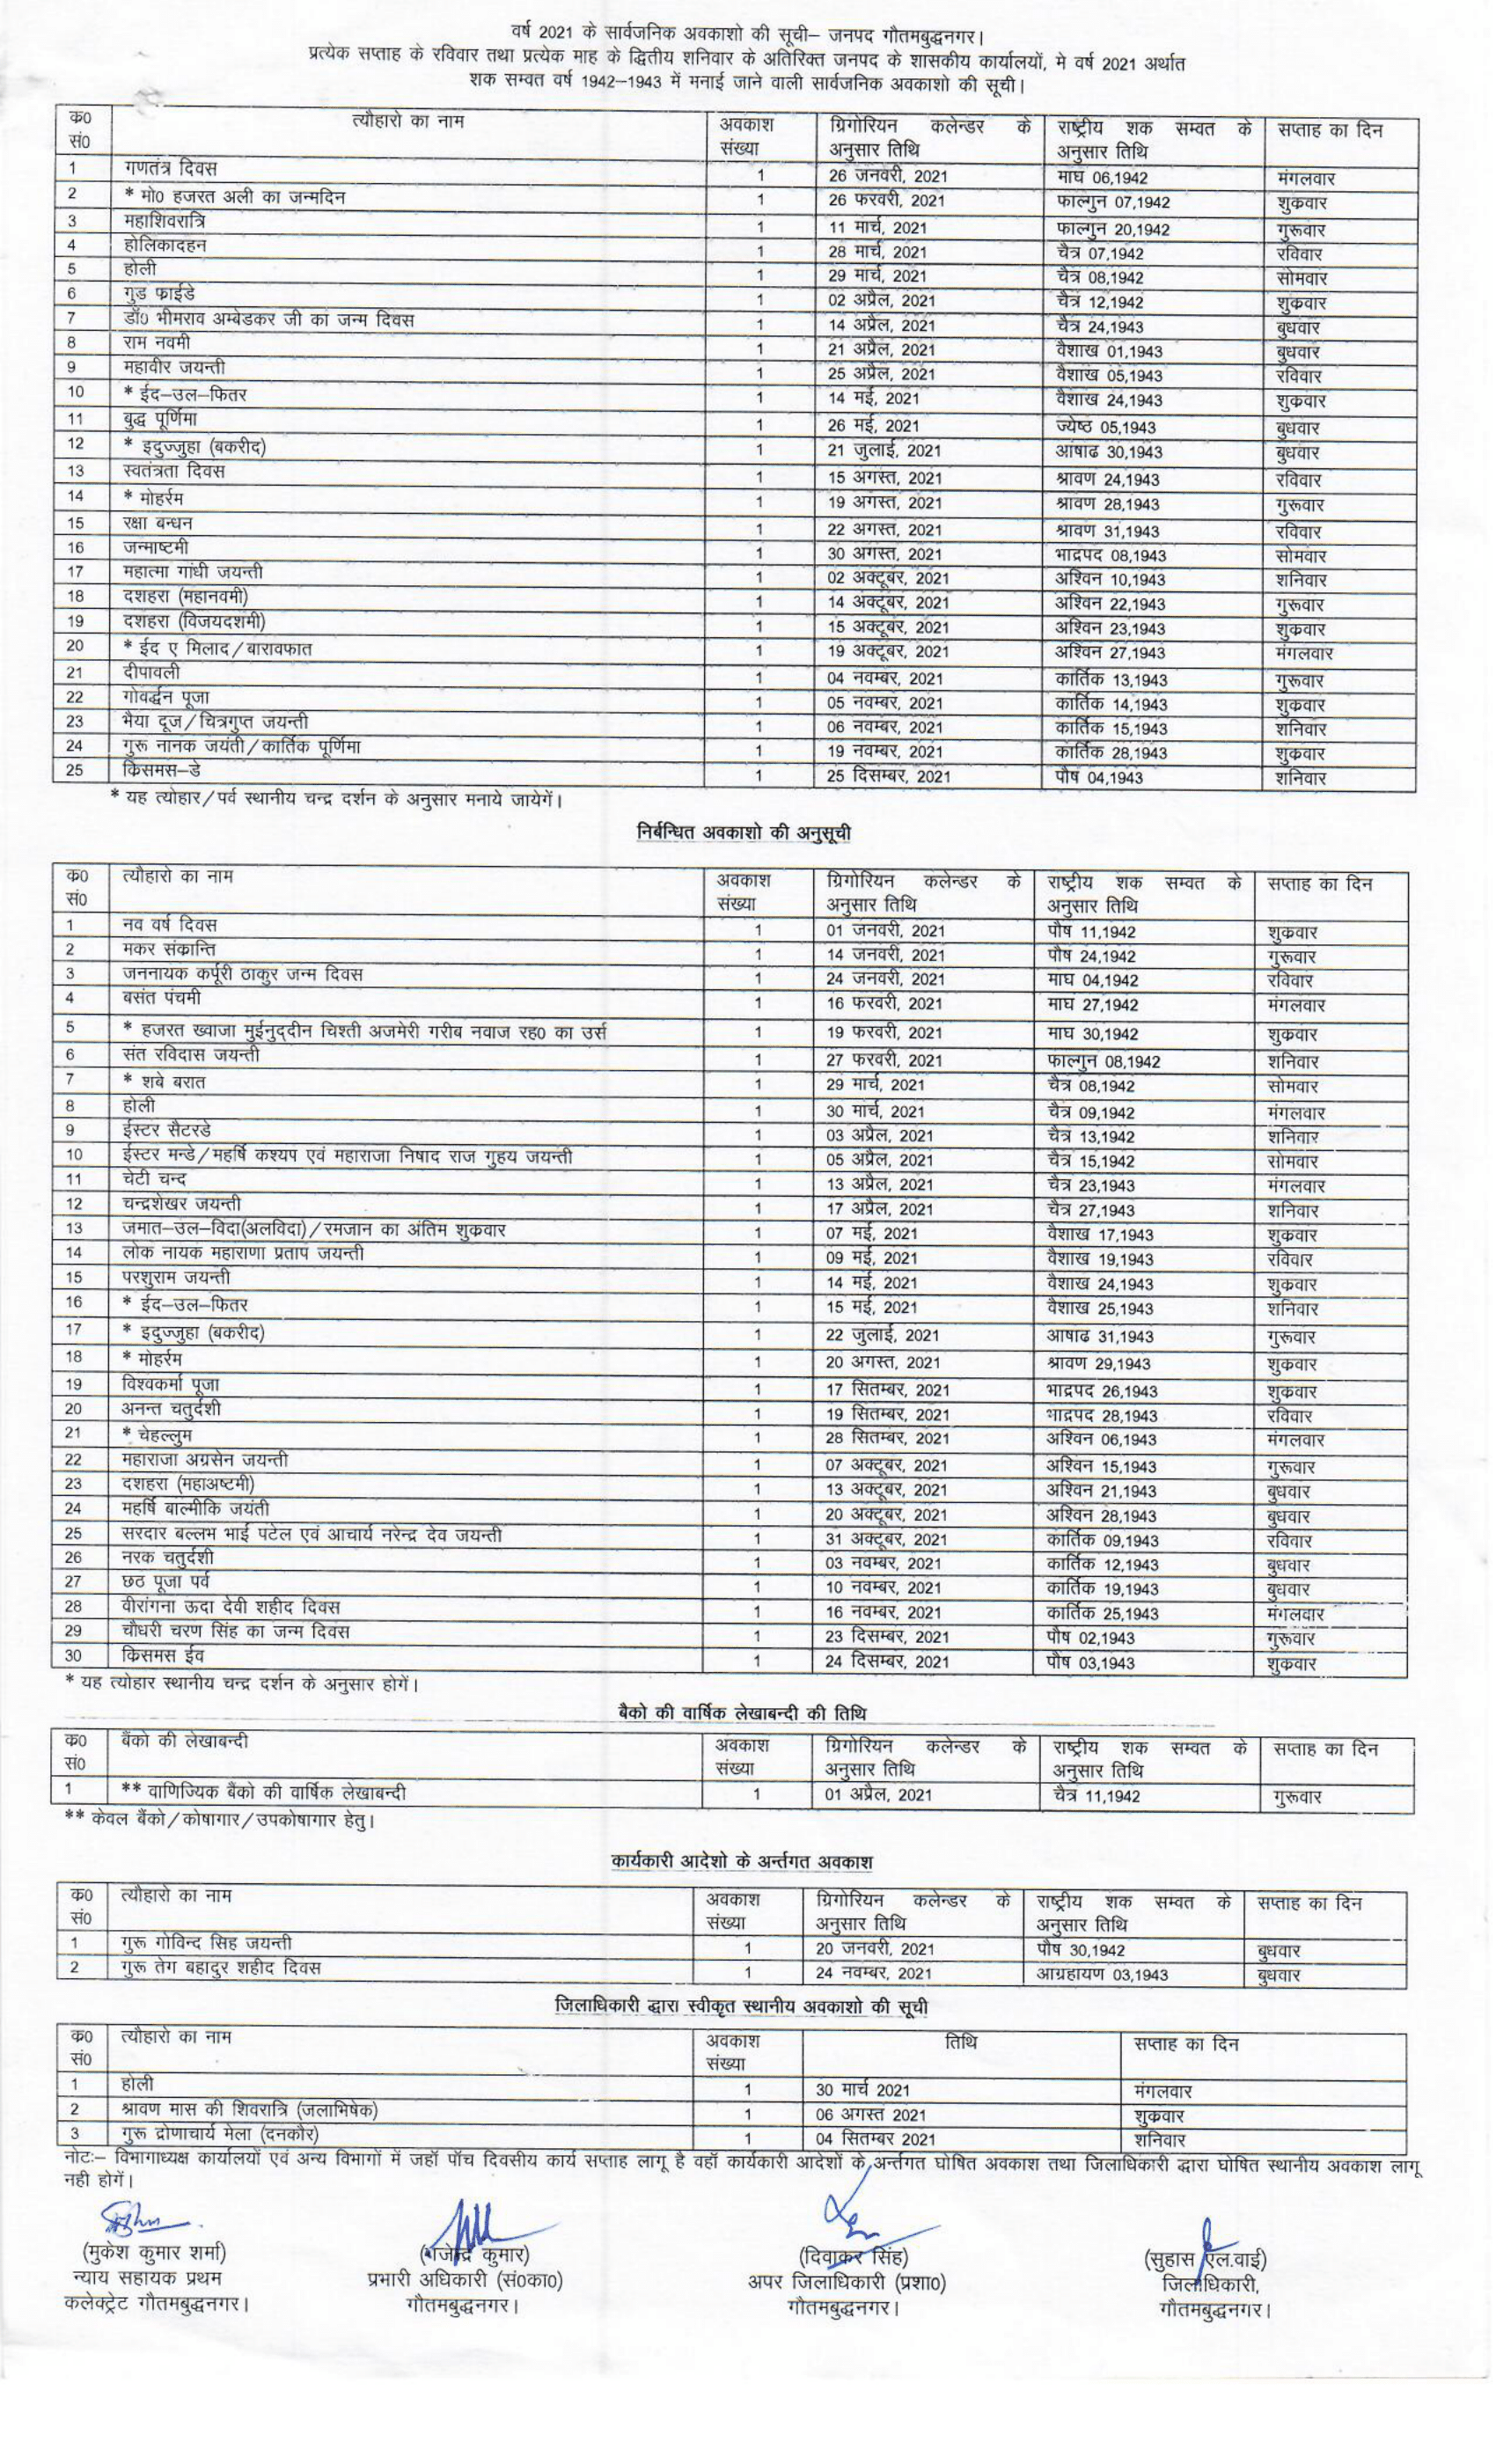 वर्ष 2021 के सार्वजनिक अवकाशो की सूची– जनपद गौतमबुद्धनगर।
प्रत्येक सप्ताह के रविवार तथा प्रत्येक माह के द्वितीय शनिवार के अतिरिक्त जनपद के शासकीय कार्यालयों, मे वर्ष 2021 अर्थात
शक सम्वत वर्ष 1942–1943 में मनाई जाने वाली सार्वजनिक अवकाशो की सूची।
क0 सं0 त्यौहारो का नाम अवकाश संख्या ग्रिगोरियन कलेन्डर के अनुसार तिथि राष्ट्रीय शक सम्वत के अनुसार तिथि सप्ताह का दिन
1 गणतंत्र दिवस 1 26 जनवरी, 2021 माघ 06,1942 मंगलवार
2 * मो0 हजरत अली का जन्मदिन 1 26 फरवरी, 2021 फाल्गुन 07,1942 शुकवार
3 महाशिवरात्रि 1 11 मार्च, 2021 फाल्गुन 20,1942 गुरूवार
4 होलिकादहन 1 28 मार्च, 2021 चैत्र 07,1942 रविवार
5 होली 1 29 मार्च, 2021 चैत्र 08,1942 सोमवार
6 गुड फ्राईडे 1 02 अप्रैल, 2021 चैत्र 12,1942 शुकवार
7 डॉ0 भीमराव अम्बेडकर जी का जन्म दिवस 1 14 अप्रैल, 2021 चैत्र 24,1943 बुधवार
8 राम नवमी 1 21 अप्रैल, 2021 वैशाख 01,1943 बुधवार
9 महावीर जयन्ती 1 25 अप्रैल, 2021 वैशाख 05,1943 रविवार
10 * ईद–उल–फितर 1 14 मई, 2021 वैशाख 24,1943 शुकवार
11 बुद्ध पूर्णिमा 1 26 मई, 2021 ज्येष्ठ 05,1943 बुधवार
12 * इदुज्जुहा (बकरीद) 1 21 जुलाई, 2021 आंषाढ 30,1943 बुधवार
13 स्वतंत्रता दिवस 1 15 अगस्त, 2021 श्रावण 24,1943 रविवार
14 * मोहर्रम 1 19 अगस्त, 2021 श्रावण 28,1943 गुरूवार
15 रक्षा बन्धन 1 22 अगस्त, 2021 श्रावण 31,1943 रविवार
16 जन्माष्टमी 1 30 अगस्त, 2021 भाद्रपद 08,1943 सोमवार
17 महात्मा गांधी जयन्ती 1 02 अक्टूबर, 2021 अश्विन 10,1943 शनिवार
18 दशहरा (महानवमी) 1 14 अक्टूबर, 2021 अश्विन 22,1943 गुरूवार
19 दशहरा (विजयदशमी) 1 15 अक्टूबर, 2021 अश्विन 23,1943 शुकवार
20 * ईद ए मिलाद/बारावफात 1 19 अक्टूबर, 2021 अश्विन 27,1943 मंगलवार
21 दीपावली 1 04 नवम्बर, 2021 कार्तिक 13,1943 गुरूवार
22 गोवर्द्धन पूजा 1 05 नवम्बर, 2021 कार्तिक 14,1943 शुकवार
23 भैया दूज/चित्रगुप्त जयन्ती 1 06 नवम्बर, 2021 कार्तिक 15,1943 शनिवार
24 गुरू नानक जयंती/कार्तिक पूर्णिमा 1 19 नवम्बर, 2021 कार्तिक 28,1943 शुकवार
25 किसमस–डे 1 25 दिसम्बर, 2021 पौष 04,1943 शनिवार
* यह त्योहार/पर्व स्थानीय चन्द्र दर्शन के अनुसार मनाये जायेगें।
निर्बन्धित अवकाशो की अनुसूची
क0 सं0 त्यौहारो का नाम अवकाश संख्या ग्रिगोरियन कलेन्डर के अनुसार तिथि राष्ट्रीय शक सम्वत के अनुसार तिथि सप्ताह का दिन
1 नव वर्ष दिवस 1 01 जनवरी, 2021 पौष 11,1942 शुकवार
2 मकर संकान्ति 1 14 जनवरी, 2021 पौष 24,1942 गुरूवार
3 जननायक कर्पूरी ठाकुर जन्म दिवस 1 24 जनवरी, 2021 माघ 04,1942 रविवार
4 बसंत पंचमी 1 16 फरवरी, 2021 माघ 27,1942 मंगलवार
5 * हजरत ख्वाजा मुईनुद्दीन चिश्ती अजमेरी गरीब नवाज रह0 का उर्स 1 19 फरवरी, 2021 माघ 30,1942 शुकवार
6 संत रविदास जयन्ती 1 27 फरवरी, 2021 फाल्गुन 08,1942 शनिवार
7 * शबे बरात 1 29 मार्च, 2021 चैत्र 08,1942 सोमवार
8 होली 1 30 मार्च, 2021 चैत्र 09,1942 मंगलवार
9 ईस्टर सैटरडे 1 03 अप्रैल, 2021 चैत्र 13,1942 शनिवार
10 ईस्टर मन्डे/महर्षि कश्यप एवं महाराजा निषाद राज गुहय जयन्ती 1 05 अप्रैल, 2021 चैत्र 15,1942 सोमवार
11 चेटी चन्द 1 13 अप्रैल, 2021 चैत्र 23,1943 मंगलवार
12 चन्द्रशेखर जयन्ती 1 17 अप्रैल, 2021 चैत्र 27,1943 शनिवार
13 जमात–उल–विदा(अलविदा)/रमजान का अंतिम शुकवार 1 07 मई, 2021 वैशाख 17,1943 शुकवार
14 लोक नायक महाराणा प्रताप जयन्ती 1 09 मई, 2021 वैशाख 19,1943 रविवार
15 परशुराम जयन्ती 1 14 मई, 2021 वैशाख 24,1943 शुकवार
16 * ईद–उल–फितर 1 15 मई, 2021 वैशाख 25,1943 शनिवार
17 * इदुज्जुहा (बकरीद) 1 22 जुलाई, 2021 आषाढ 31,1943 गुरूवार
18 * मोहर्रम 1 20 अगस्त, 2021 श्रावण 29,1943 शुकवार
19 विश्वकर्मा पूजा 1 17 सितम्बर, 2021 भाद्रपद 26,1943 शुकवार
20 अनन्त चतुर्दशी 1 19 सितम्बर, 2021 भाद्रपद 28,1943 रविवार
21 * चेहल्लुम 1 28 सितम्बर, 2021 अश्विन 06,1943 मंगलवार
22 महाराजा अग्रसेन जयन्ती 1 07 अक्टूबर, 2021 अश्विन 15,1943 गुरूवार
23 दशहरा (महाअष्टमी) 1 13 अक्टूबर, 2021 अश्विन 21,1943 बुधवार
24 महर्षि बाल्मीकि जयंती 1 20 अक्टूबर, 2021 अश्विन 28,1943 बुधवार
25 सरदार बल्लभ भाई पटेल एवं आचार्य नरेन्द्र देव जयन्ती 1 31 अक्टूबर, 2021 कार्तिक 09,1943 रविवार
26 नरक चतुर्दशी 1 03 नवम्बर, 2021 कार्तिक 12,1943 बुधवार
27 छठ पूजा पर्व 1 10 नवम्बर, 2021 कार्तिक 19,1943 बुधवार
28 वीरांगना ऊदा देवी शहीद दिवस 1 16 नवम्बर, 2021 कार्तिक 25,1943 मंगलवार
29 चौधरी चरण सिंह का जन्म दिवस 1 23 दिसम्बर, 2021 पौष 02,1943 गुरूवार
30 किसमस ईव 1 24 दिसम्बर, 2021 पौष 03,1943 शुकवार
* यह त्योहार स्थानीय चन्द्र दर्शन के अनुसार होगें।
बैको की वार्षिक लेखाबन्दी की तिथि
क0 सं0 बैंको की लेखाबन्दी अवकाश संख्या ग्रिगोरियन कलेन्डर के अनुसार तिथि राष्ट्रीय शक सम्वत के अनुसार तिथि सप्ताह का दिन
1 ** वाणिज्यिक बैंको की वार्षिक लेखाबन्दी 1 01 अप्रैल, 2021 चैत्र 11,1942 गुरूवार
** केवल बैंको/कोषागार/उपकोषागार हेतु।
कार्यकारी आदेशो के अर्न्तगत अवकाश
क0 सं0 त्यौहारो का नाम अवकाश संख्या ग्रिगोरियन कलेन्डर के अनुसार तिथि राष्ट्रीय शक सम्वत के अनुसार तिथि सप्ताह का दिन
1 गुरू गोविन्द सिह जयन्ती 1 20 जनवरी, 2021 पौष 30,1942 बुधवार
2 गुरू तेग बहादुर शहीद दिवस 1 24 नवम्बर, 2021 आग्रहायण 03,1943 बुधवार
जिलाधिकारी द्वारा स्वीकृत स्थानीय अवकाशो की सूची
क0 सं0 त्यौहारो का नाम अवकाश संख्या तिथि सप्ताह का दिन
1 होली 1 30 मार्च 2021 मंगलवार
2 श्रावण मास की शिवरात्रि (जलाभिषेक) 1 06 अगस्त 2021 शुकवार
3 गुरू द्रोणाचार्य मेला (दनकौर) 1 04 सितम्बर 2021 शनिवार
नोटः– विभागाध्यक्ष कार्यालयों एवं अन्य विभागों में जहाँ पाँच दिवसीय कार्य सप्ताह लागू है वहाँ कार्यकारी आदेशों के अर्न्तगत घोषित अवकाश तथा जिलाधिकारी द्वारा घोषित स्थानीय अवकाश लागू
नही होगें।
(मुकेश कुमार शर्मा) (गजेन्द्र कुमार) (दिवाकर सिंह) (सुहास एल.वाई)
न्याय सहायक प्रथम प्रभारी अधिकारी (सं0का0) अपर जिलाधिकारी (प्रशा0) जिलाधिकारी,
कलेक्ट्रेट गौतमबुद्धनगर। गौतमबुद्धनगर। गौतमबुद्धनगर। गौतमबुद्धनगर।